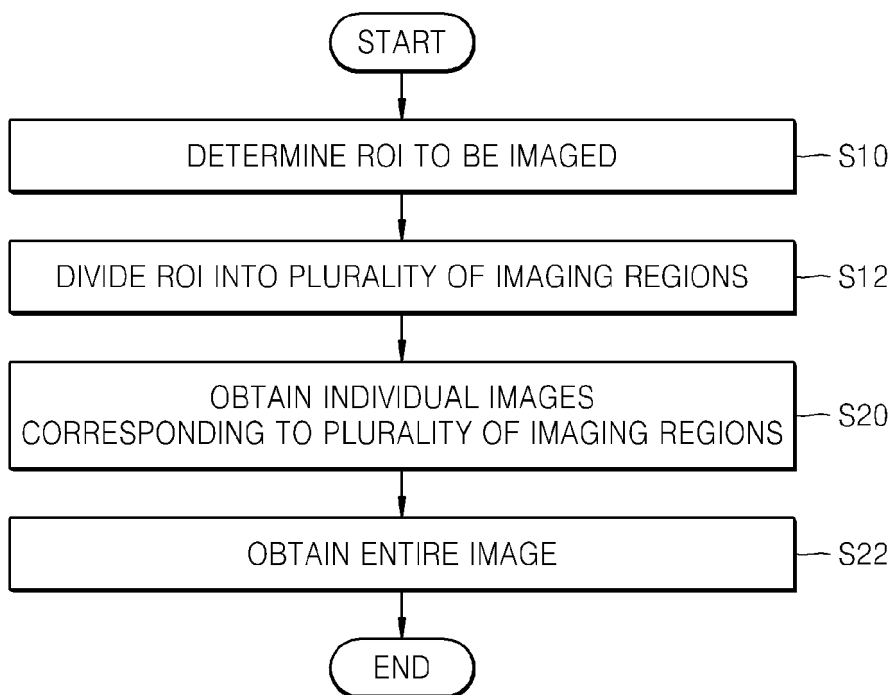 START
DETERMINE ROI TO BE IMAGED
S10
DIVIDE ROI INTO PLURALITY OF IMAGING REGIONS
S12
OBTAIN INDIVIDUAL IMAGES
CORRESPONDING TO PLURALITY OF IMAGING REGIONS
S20
OBTAIN ENTIRE IMAGE
S22
END